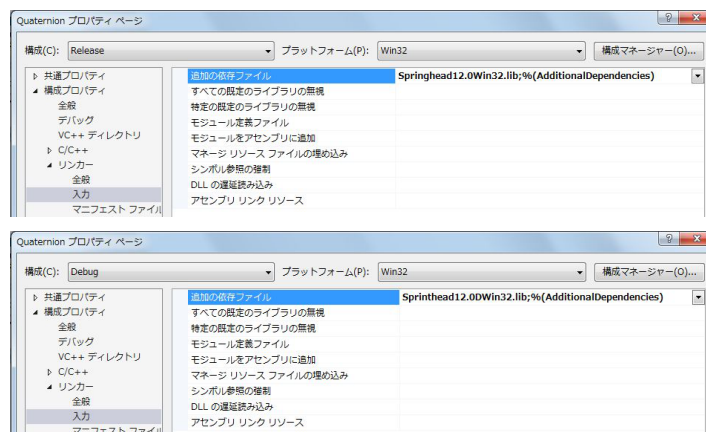 Quaternion プロパティ ページ
構成(C): Release プラットフォーム(P): Win32 構成マネージャー(O)...
共通プロパティ
構成プロパティ
全般
デバッグ
VC++ ディレクトリ
C/C++
リンカー
全般
入力
マニフェスト ファイル
追加の依存ファイル Springhead12.0Win32.lib;%(AdditionalDependencies)
すべての既定のライブラリの無視
特定の既定のライブラリの無視
モジュール定義ファイル
モジュールをアセンブリに追加
マネージ リソース ファイルの埋め込み
シンボル参照の強制
DLL の遅延読み込み
アセンブリ リンク リソース
Quaternion プロパティ ページ
構成(C): Debug プラットフォーム(P): Win32 構成マネージャー(O)...
共通プロパティ
構成プロパティ
全般
デバッグ
VC++ ディレクトリ
C/C++
リンカー
全般
入力
マニフェスト ファイル
追加の依存ファイル Sprinthead12.0DWin32.lib;%(AdditionalDependencies)
すべての既定のライブラリの無視
特定の既定のライブラリの無視
モジュール定義ファイル
モジュールをアセンブリに追加
マネージ リソース ファイルの埋め込み
シンボル参照の強制
DLL の遅延読み込み
アセンブリ リンク リソース